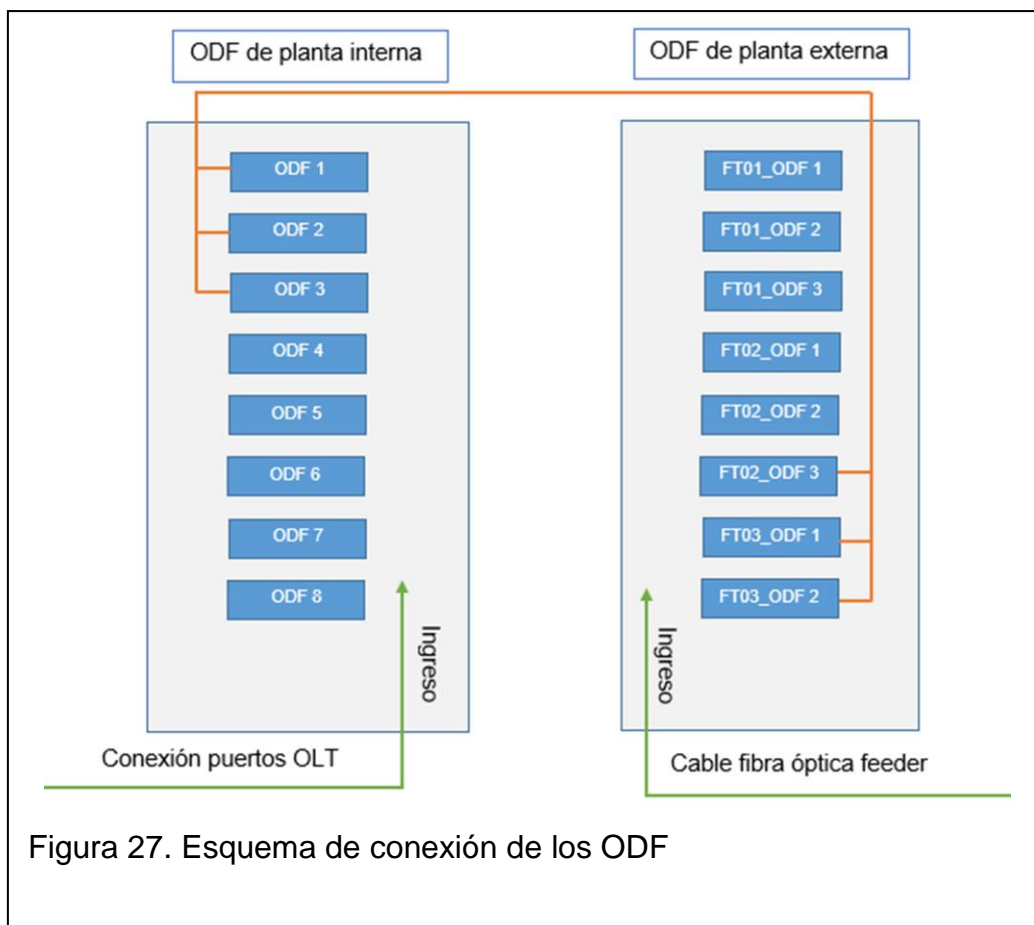 ODF de planta interna
ODF de planta externa
ODF 1
ODF 2
ODF 3
ODF 4
ODF 5
ODF 6
ODF 7
ODF 8
Ingreso
Conexión puertos OLT
FT01_ODF 1
FT01_ODF 2
FT01_ODF 3
FT02_ODF 1
FT02_ODF 2
FT02_ODF 3
FT03_ODF 1
FT03_ODF 2
Ingreso
Cable fibra óptica feeder
Figura 27. Esquema de conexión de los ODF